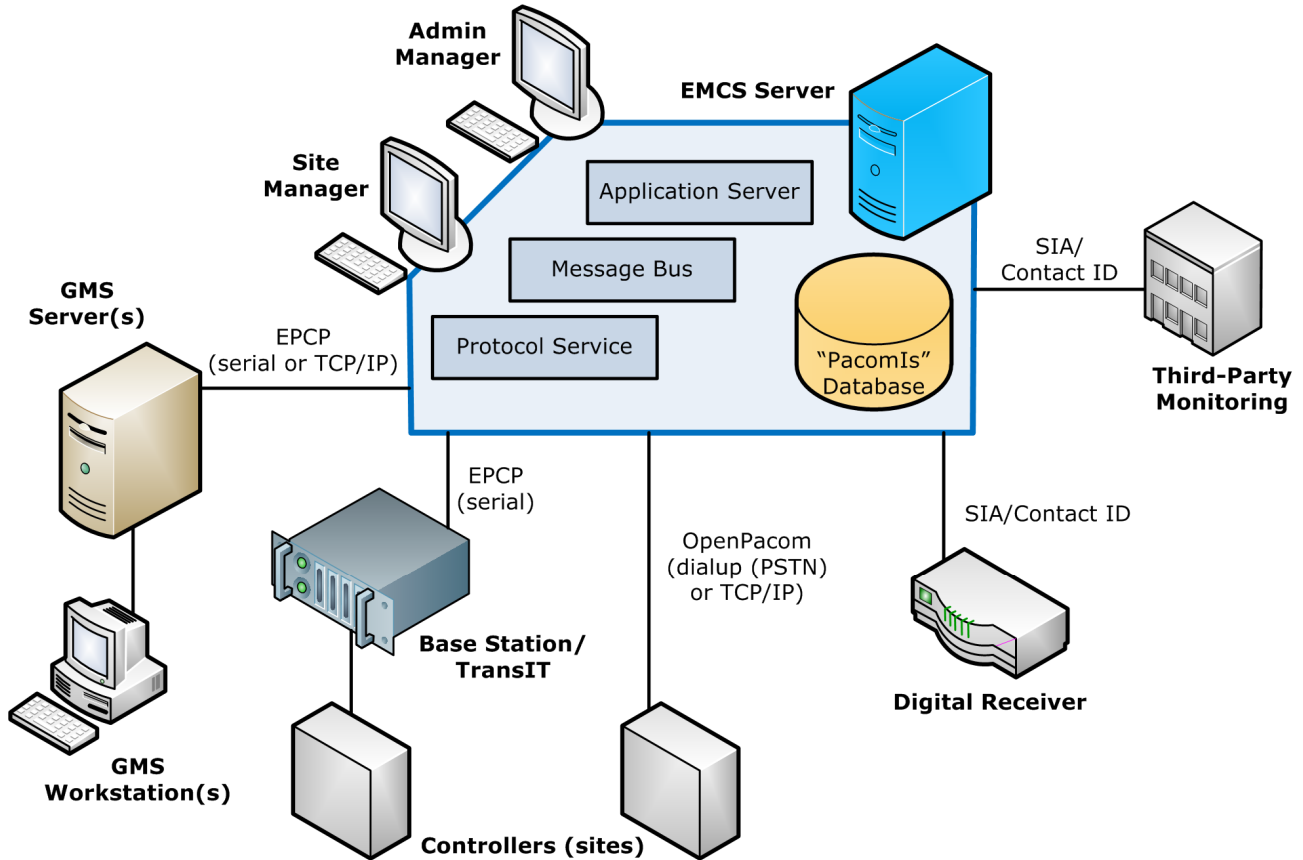 Admin
Manager
EMCS Server
Site
Manager
Application Server
Message Bus
Protocol Service
“PacomIs”
Database
SIA/
Contact ID
Third-Party
Monitoring
GMS
Server(s)
EPCP
(serial or TCP/IP)
EPCP
(serial)
OpenPacom
(dialup (PSTN)
or TCP/IP)
SIA/Contact ID
Base Station/
TransIT
Digital Receiver
GMS
Workstation(s)
Controllers (sites)